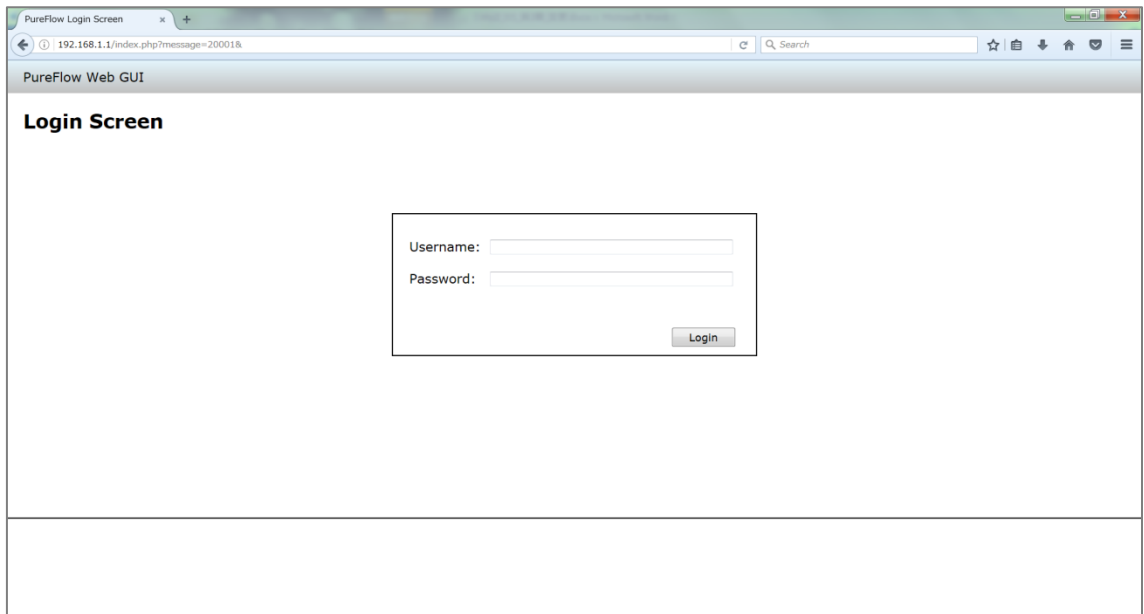 PureFlow Login Screen
192.168.1.1/index.php?message=20001&
Search
PureFlow Web GUI
Login Screen
Username:
Password:
Login